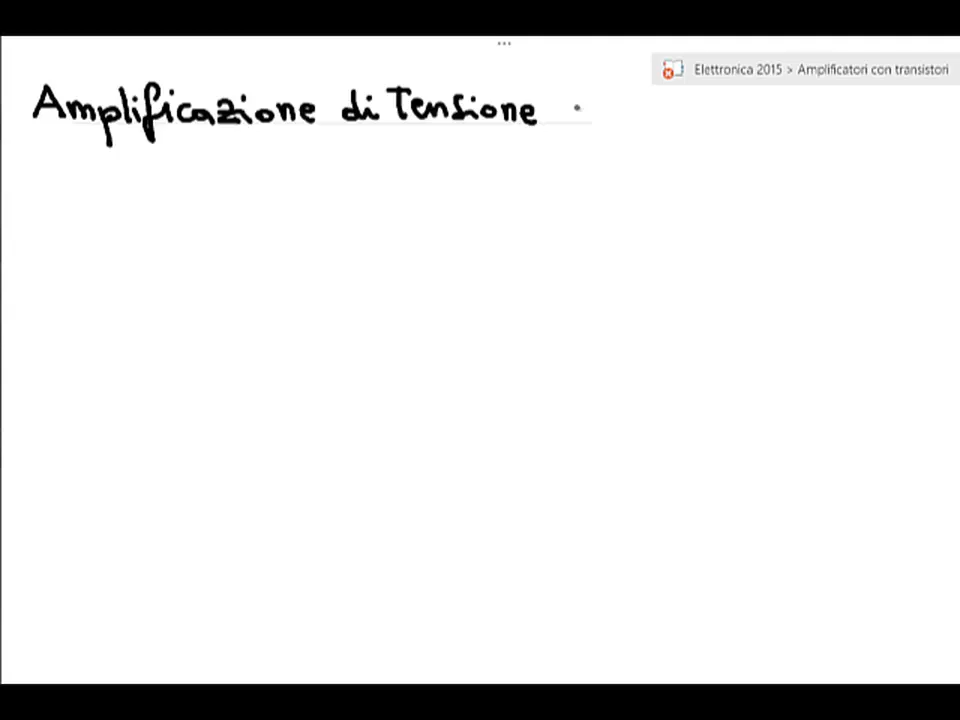 Elettronica 2015 > Amplificatori con transistori
Amplificazione di Tensione